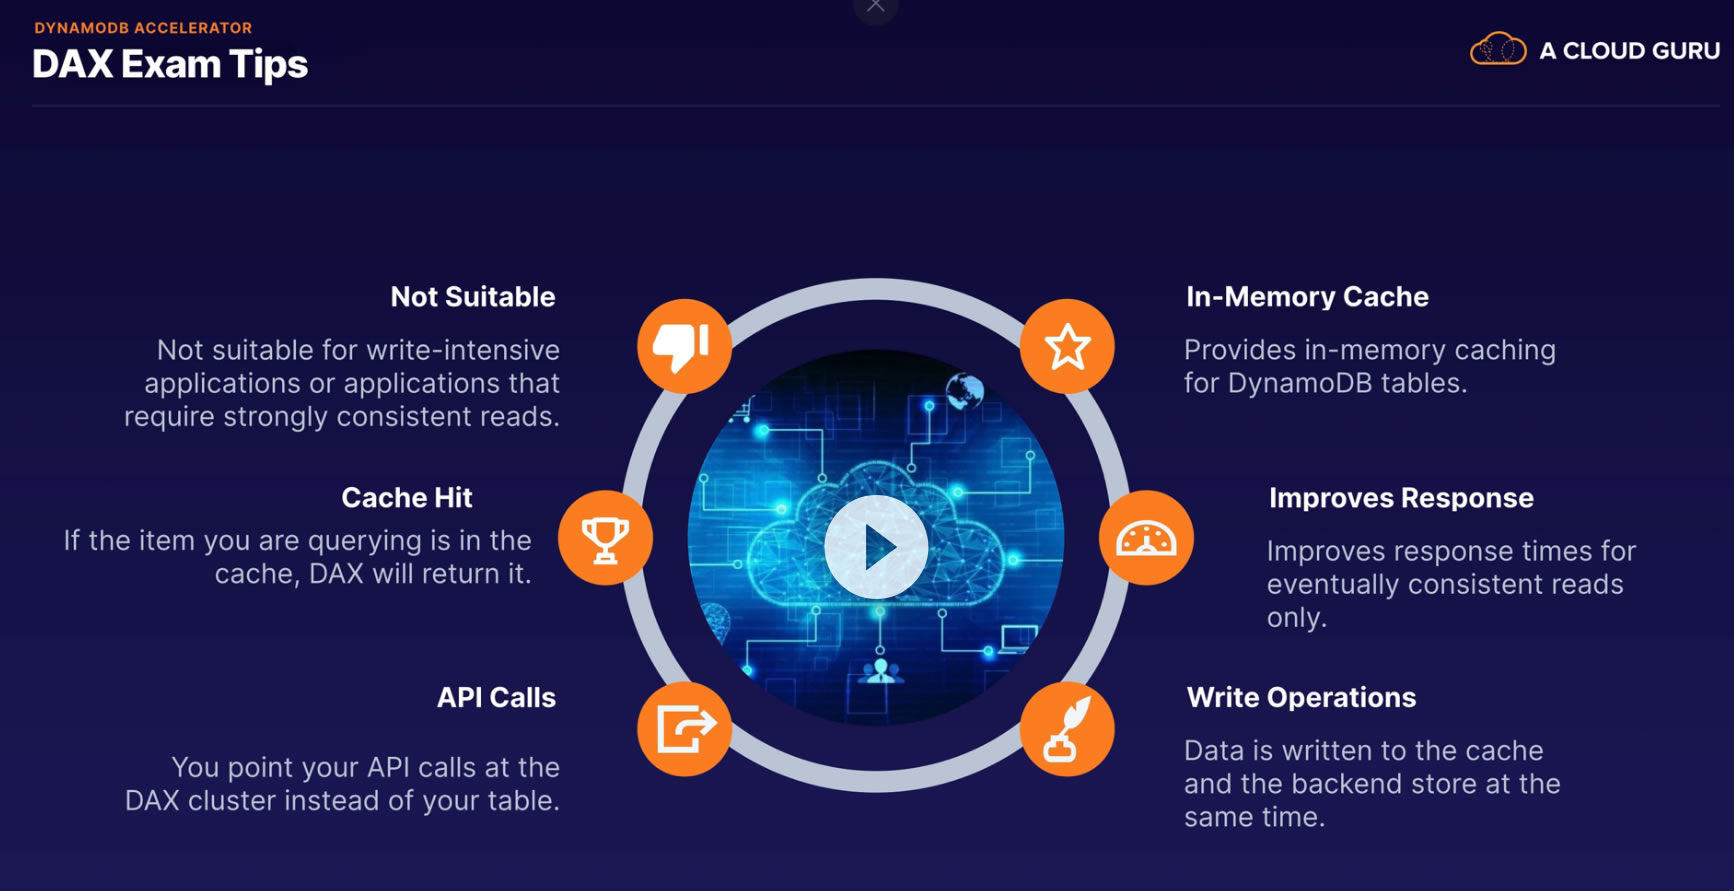 DYNAMODB ACCELERATOR
DAX Exam Tips
A CLOUD GURU
Not Suitable
Not suitable for write-intensive
applications or applications that
require strongly consistent reads.
In-Memory Cache
Provides in-memory caching
for DynamoDB tables.
Cache Hit
If the item you are querying is in the
cache, DAX will return it.
Improves Response
Improves response times for
eventually consistent reads
only.
API Calls
You point your API calls at the
DAX cluster instead of your table.
Write Operations
Data is written to the cache
and the backend store at the
same time.